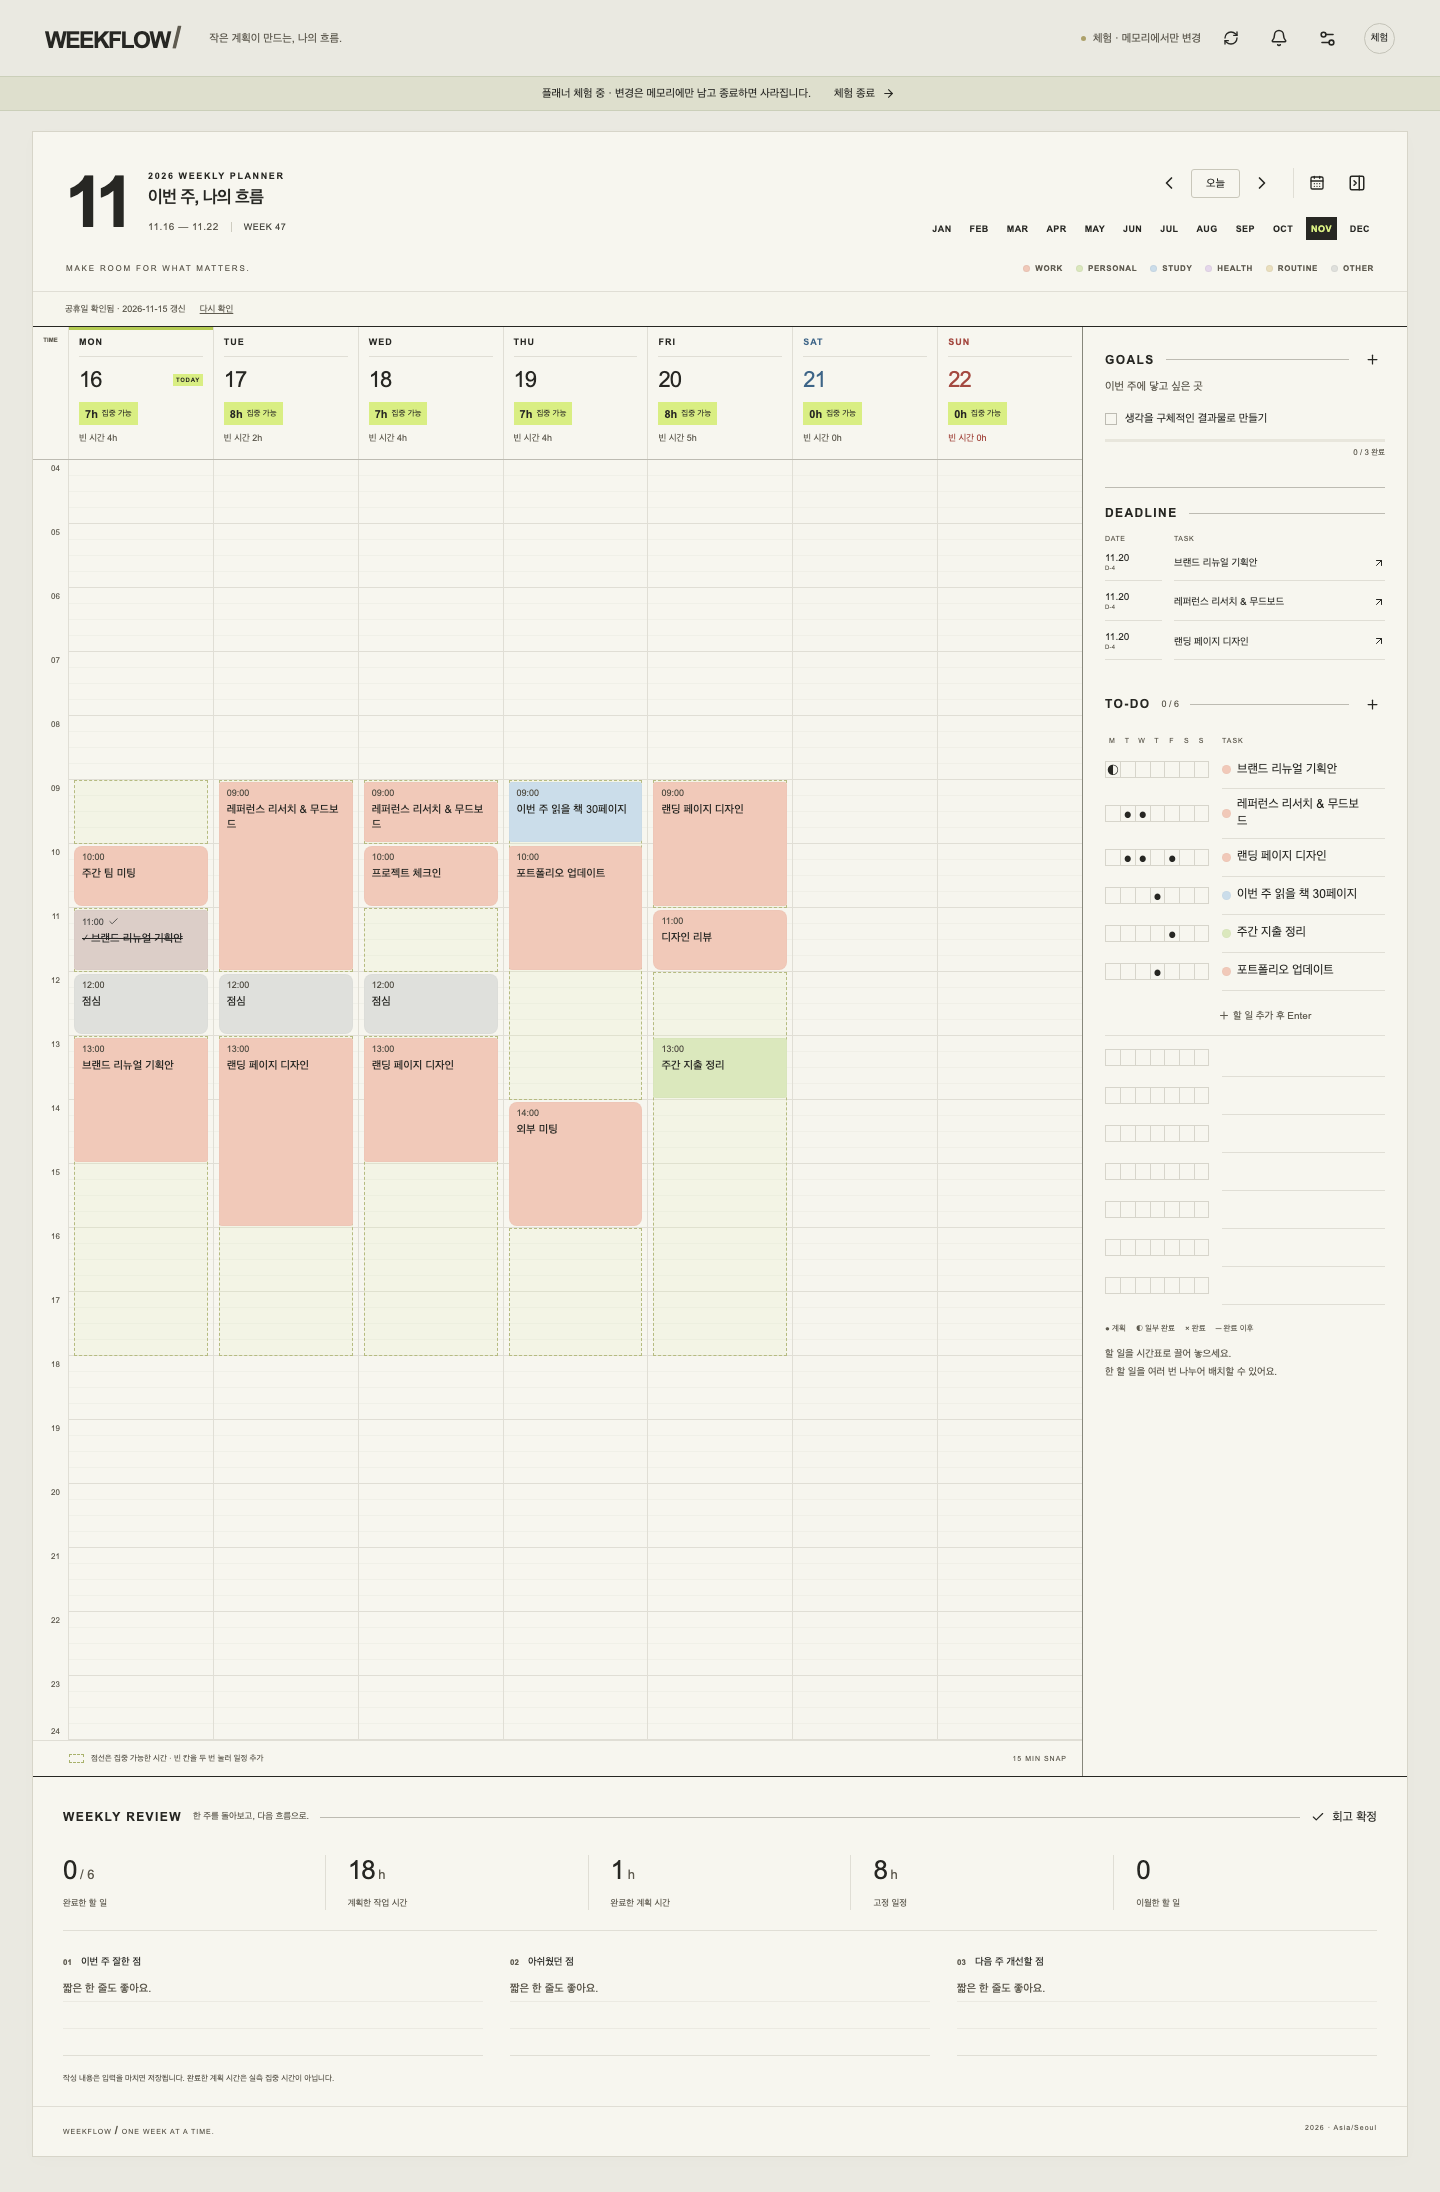 WEEKFLOW/
작은 계획이 만드는, 나의 흐름.
체험 · 메모리에서만 변경
체험
플래너 체험 중 · 변경은 메모리에만 남고 종료하면 사라집니다.
체험 종료 →
11
2026 WEEKLY PLANNER
이번 주, 나의 흐름
11.16 — 11.22
WEEK 47
오늘
JAN FEB MAR APR MAY JUN JUL AUG SEP OCT NOV DEC
MAKE ROOM FOR WHAT MATTERS.
WORK PERSONAL STUDY HEALTH ROUTINE OTHER
공휴일 확인됨 · 2026-11-15 갱신
다시 확인
TIME
MON
16
TODAY
7h 집중 가능
빈 시간 4h
TUE
17
8h 집중 가능
빈 시간 2h
WED
18
7h 집중 가능
빈 시간 4h
THU
19
7h 집중 가능
빈 시간 4h
FRI
20
8h 집중 가능
빈 시간 5h
SAT
21
0h 집중 가능
빈 시간 0h
SUN
22
0h 집중 가능
빈 시간 0h
04
05
06
07
08
09
10
11
12
13
14
15
16
17
18
19
20
21
22
23
24
10:00
주간 팀 미팅
11:00 ✓
✓ 브랜드 리뉴얼 기획안
12:00
점심
13:00
브랜드 리뉴얼 기획안
09:00
레퍼런스 리서치 & 무드보
드
12:00
점심
13:00
랜딩 페이지 디자인
09:00
레퍼런스 리서치 & 무드보
드
10:00
프로젝트 체크인
12:00
점심
13:00
랜딩 페이지 디자인
09:00
이번 주 읽을 책 30페이지
10:00
포트폴리오 업데이트
14:00
외부 미팅
09:00
랜딩 페이지 디자인
11:00
디자인 리뷰
13:00
주간 지출 정리
점선은 집중 가능한 시간 · 빈 칸을 두 번 눌러 일정 추가
15 MIN SNAP
GOALS
이번 주에 닿고 싶은 곳
생각을 구체적인 결과물로 만들기
0 / 3 완료
DEADLINE
DATE TASK
11.20
D-4
브랜드 리뉴얼 기획안
11.20
D-4
레퍼런스 리서치 & 무드보드
11.20
D-4
랜딩 페이지 디자인
TO-DO 0 / 6
M T W T F S S TASK
브랜드 리뉴얼 기획안
레퍼런스 리서치 & 무드보
드
랜딩 페이지 디자인
이번 주 읽을 책 30페이지
주간 지출 정리
포트폴리오 업데이트
+ 할 일 추가 후 Enter
● 계획 ◐ 일부 완료 × 완료 — 완료 이후
할 일을 시간표로 끌어 놓으세요.
한 할 일을 여러 번 나누어 배치할 수 있어요.
WEEKLY REVIEW
한 주를 돌아보고, 다음 흐름으로.
회고 확정
0 / 6
완료한 할 일
18 h
계획한 작업 시간
1 h
완료한 계획 시간
8 h
고정 일정
0
이월한 할 일
01 이번 주 잘한 점
짧은 한 줄도 좋아요.
02 아쉬웠던 점
짧은 한 줄도 좋아요.
03 다음 주 개선할 점
짧은 한 줄도 좋아요.
작성 내용은 입력을 마치면 저장됩니다. 완료한 계획 시간은 실측 집중 시간이 아닙니다.
WEEKFLOW / ONE WEEK AT A TIME.
2026 · Asia/Seoul